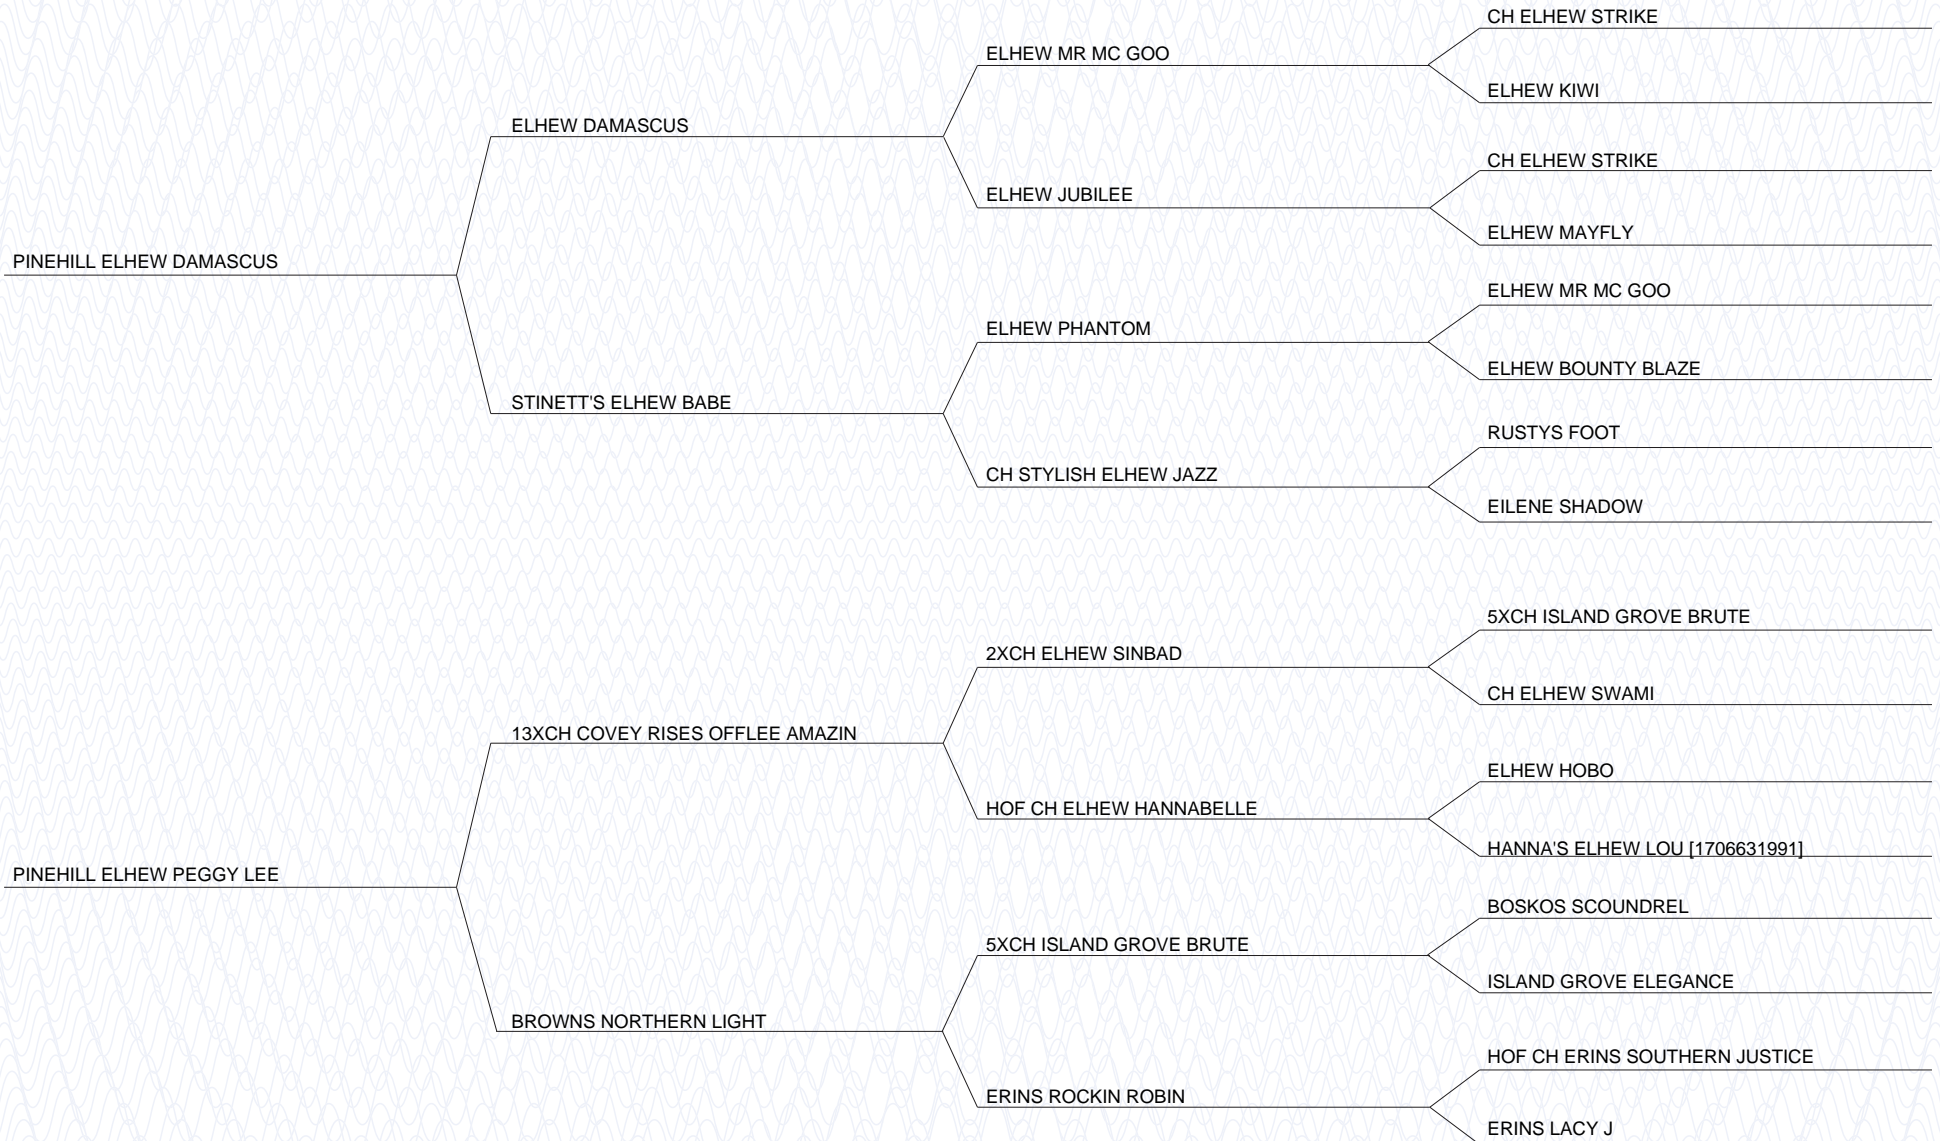 CH ELHEW STRIKE
ELHEW MR MC GOO
ELHEW KIWI
ELHEW DAMASCUS
CH ELHEW STRIKE
ELHEW JUBILEE
ELHEW MAYFLY
PINEHILL ELHEW DAMASCUS
ELHEW MR MC GOO
ELHEW PHANTOM
ELHEW BOUNTY BLAZE
STINETT'S ELHEW BABE
RUSTYS FOOT
CH STYLISH ELHEW JAZZ
EILENE SHADOW
5XCH ISLAND GROVE BRUTE
2XCH ELHEW SINBAD
CH ELHEW SWAMI
13XCH COVEY RISES OFFLEE AMAZIN
ELHEW HOBO
HOF CH ELHEW HANNABELLE
HANNA'S ELHEW LOU [1706631991]
PINEHILL ELHEW PEGGY LEE
BOSKOS SCOUNDREL
5XCH ISLAND GROVE BRUTE
ISLAND GROVE ELEGANCE
BROWNS NORTHERN LIGHT
HOF CH ERINS SOUTHERN JUSTICE
ERINS ROCKIN ROBIN
ERINS LACY J